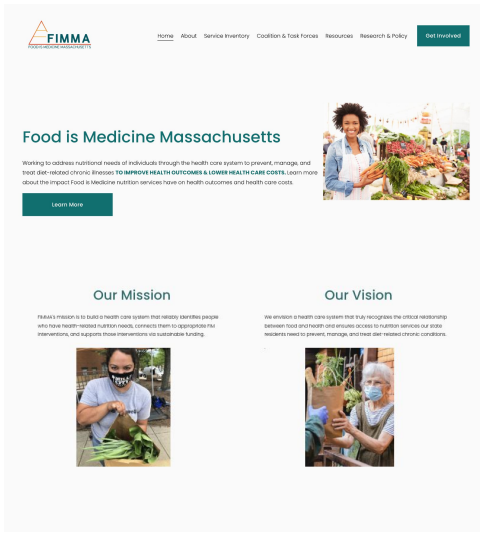 FIMMA
FOOD IS MEDICINE MASSACHUSETTS
Home About Service Inventory Coalition & Task Forces Resources Research & Policy Get Involved
Food is Medicine Massachusetts
Working to address nutritional needs of individuals through the health care system to prevent, manage, and
treat diet-related chronic illnesses TO IMPROVE HEALTH OUTCOMES & LOWER HEALTH CARE COSTS. Learn more
about the impact Food is Medicine nutrition services have on health outcomes and health care costs.
Learn More
Our Mission
FIMMA'S mission is to build a health care system that reliably identifies people
who have health-related nutrition needs, connects them to appropriate FIM
interventions, and supports those interventions via sustainable funding.
Our Vision
We envision a health care system that truly recognizes the critical relationship
between food and health and ensures access to nutrition services our state
residents need to prevent, manage, and treat diet-related chronic conditions.